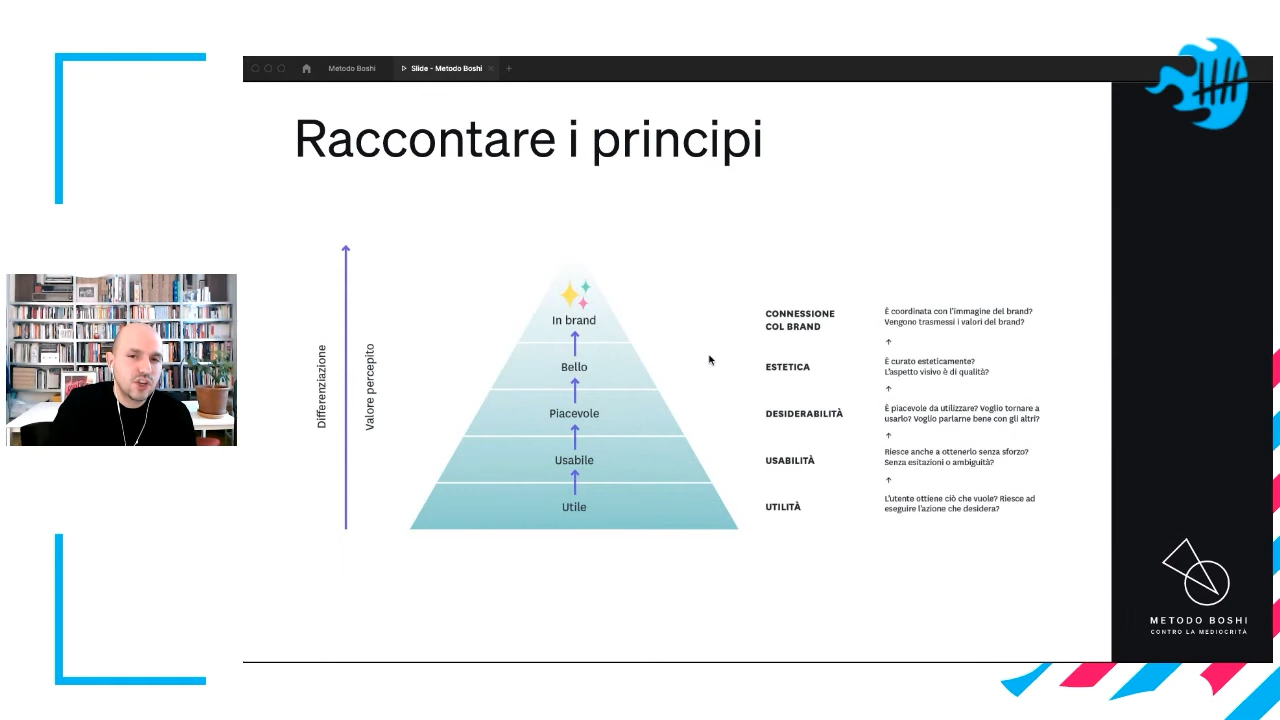 Metodo Boshi
Slide - Metodo Boshi
Raccontare i principi
Differenziazione
Valore percepito
In brand
Bello
Piacevole
Usabile
Utile
CONNESSIONE
COL BRAND
È coordinata con l'immagine del brand?
Vengono trasmessi i valori del brand?
ESTETICA
È curato esteticamente?
L'aspetto visivo è di qualità?
DESIDERABILITÀ
È piacevole da utilizzare? Voglio tornare a
usarlo? Voglio parlarne bene con gli altri?
USABILITÀ
Riesce anche a ottenerlo senza sforzo?
Senza esitazioni o ambiguità?
UTILITÀ
L'utente ottiene ciò che vuole? Riesce ad
eseguire l'azione che desidera?
METODO BOSHI
CONTRO LA MEDIOCRITÀ